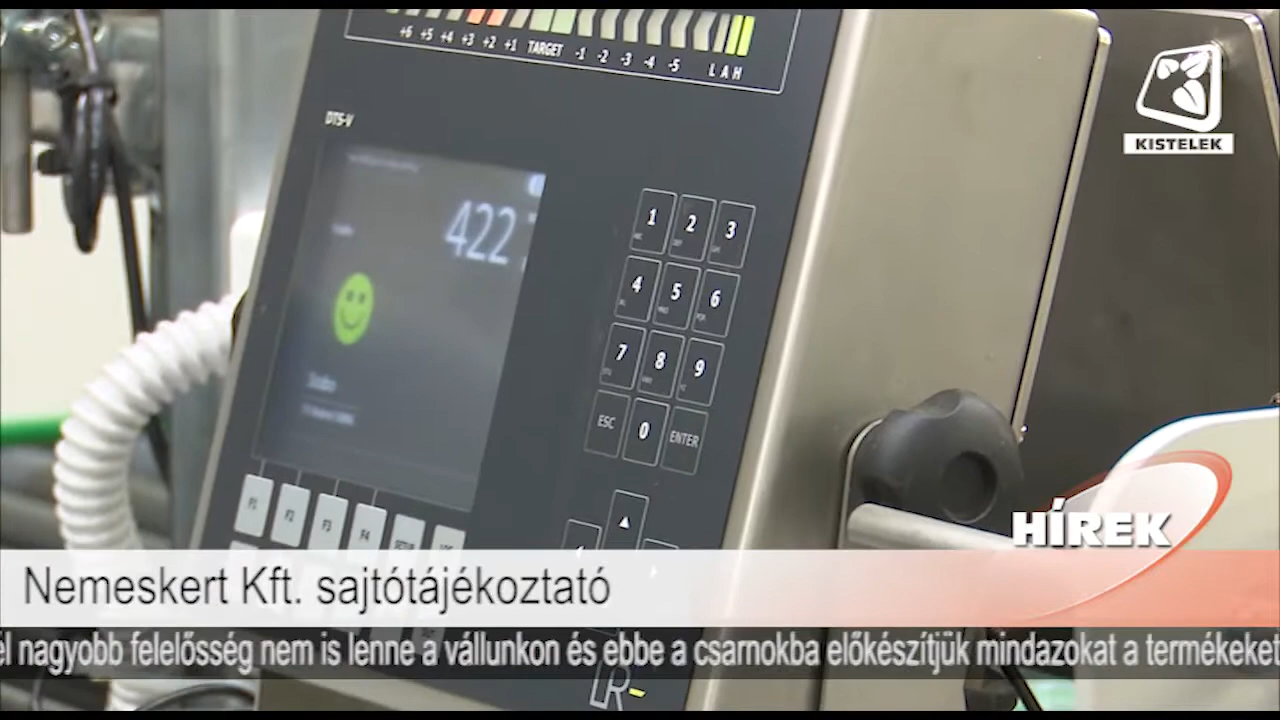 +6 +5 +4 +3 +2 +1 TARGET -1 -2 -3 -4 -5 L A H
KISTELEK
DTS-V
422
1 2 3
4 5 6
7 8 9
ESC 0 ENTER
F1 F2 F3 F4 SETUP
HÍREK
Nemeskert Kft. sajtótájékoztató
nagyobb felelősség nem is lenne a vállunkon és ebbe a csarnokba előkészítjük mindazokat a termékeket